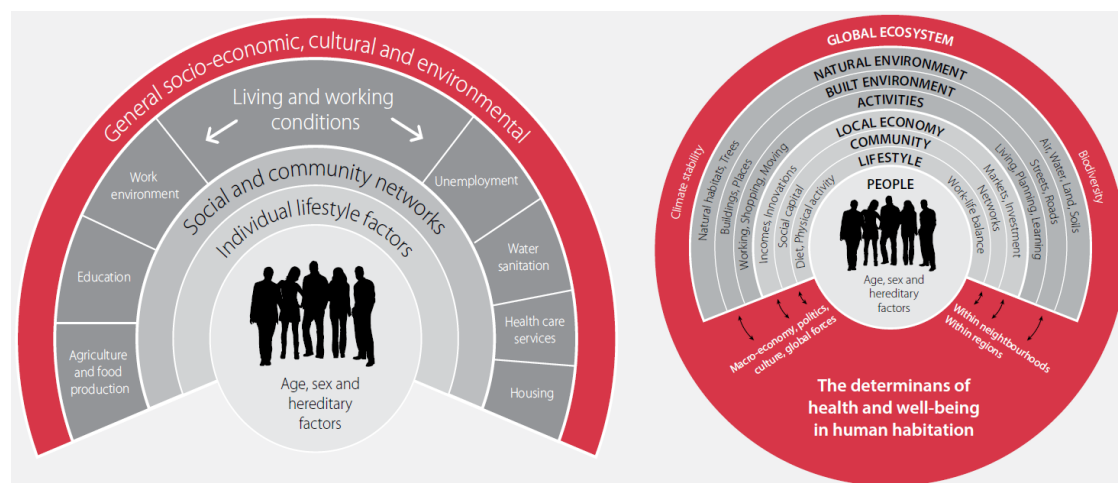 General socio-economic, cultural and environmental
Living and working
conditions
Work
environment
Unemployment
Social and community networks
Individual lifestyle factors
Education
Water
sanitation
Agriculture
and food
production
Health care
services
Housing
Age, sex and
hereditary
factors
GLOBAL ECOSYSTEM
NATURAL ENVIRONMENT
BUILT ENVIRONMENT
ACTIVITIES
LOCAL ECONOMY
COMMUNITY
LIFESTYLE
PEOPLE
Climate stability
Biodiversity
Natural habitats, Trees
Buildings, Places
Working, Shopping, Moving
Incomes, Innovations
Social capital
Diet, Physical activity
Work-life Balance
Networks
Markets, Investment
Living, Planning, Learning
Streets, Roads
Air, Water, Land, Soils
Age, sex and
hereditary
factors
Macro-economy, politics,
culture, global forces
Within neighbourhoods
Within regions
The determinans of
health and well-being
in human habitation